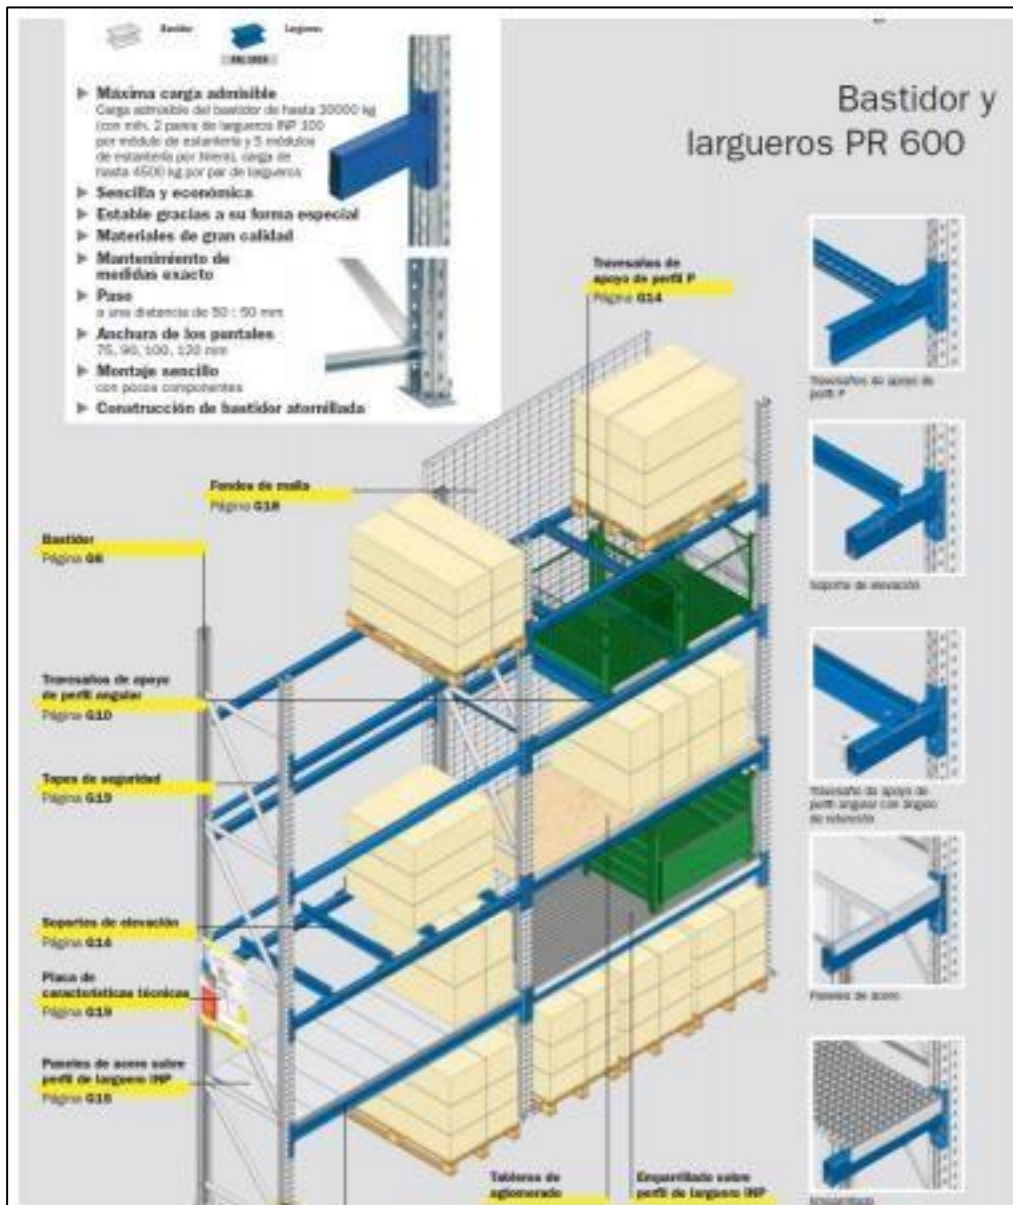 Bastidor
Largueros
▶ Máxima carga admisible
Carga admisible del bastidor de hasta 30000 kg
(con mín. 2 pares de largueros INP 100
por módulo de estantería y 5 módulos
de estantería por hilera), carga de
hasta 4500 kg por par de largueros
▶ Sencilla y económica
▶ Estable gracias a su forma especial
▶ Materiales de gran calidad
▶ Mantenimiento de
medidas exacto
▶ Paso
a una distancia de 50 : 50 mm
▶ Anchura de los puntales
75, 90, 100, 120 mm
▶ Montaje sencillo
con pocos componentes
▶ Construcción de bastidor atornillada
Bastidor y
largueros PR 600
Travesaños de
apoyo de perfil P
Página G14
Travesaños de apoyo de
perfil P
Fondos de malla
Página G18
Bastidor
Página G6
Soporte de elevación
Travesaños de apoyo
de perfil angular
Página G10
Topes de seguridad
Página G19
Travesaño de apoyo de
perfil angular con ángulo
de retención
Soportes de elevación
Página G14
Placa de
características técnicas
Página G19
Paneles de acero
Paneles de acero sobre
perfil de larguero INP
Página G15
Tableros de
aglomerado
Emparrillado sobre
perfil de larguero INP
Emparrillado